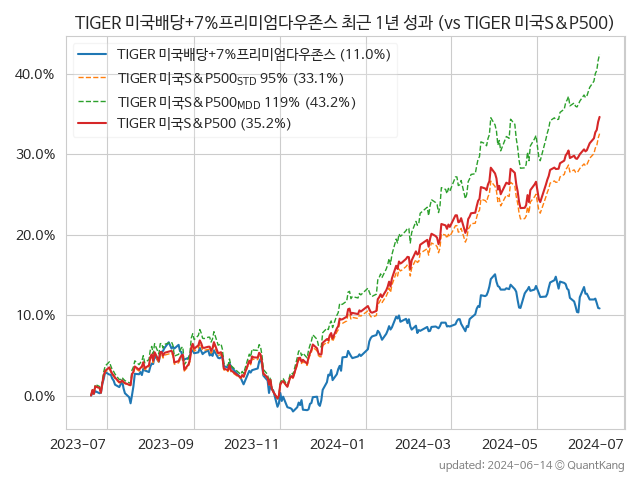 TIGER 미국배당+7%프리미엄다우존스 최근 1년 성과 (vs TIGER 미국S&P500)
TIGER 미국배당+7%프리미엄다우존스 (11.0%)
TIGER 미국S&P500STD 95% (33.1%)
TIGER 미국S&P500MDD 119% (43.2%)
TIGER 미국S&P500 (35.2%)
40.0%
30.0%
20.0%
10.0%
0.0%
2023-07 2023-09 2023-11 2024-01 2024-03 2024-05 2024-07
updated: 2024-06-14 © QuantKang